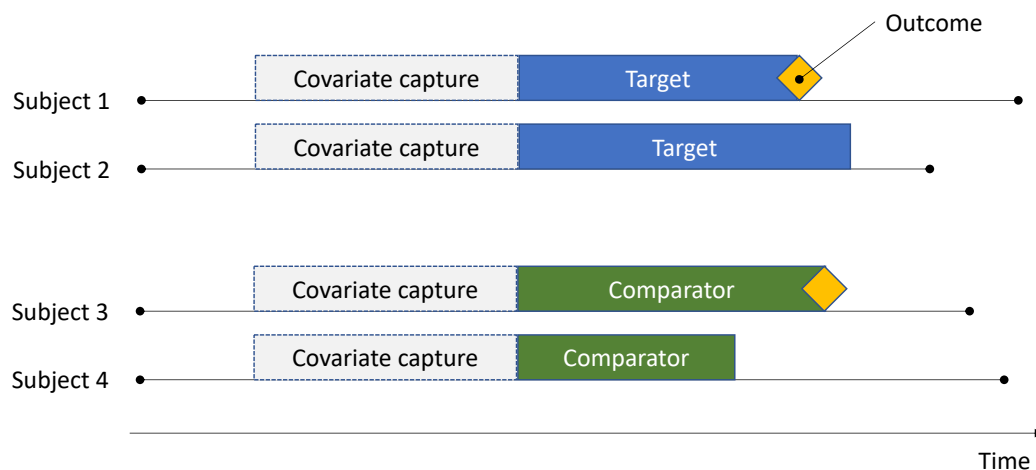 Outcome
Covariate capture Target
Subject 1
Covariate capture Target
Subject 2
Covariate capture Comparator
Subject 3
Covariate capture Comparator
Subject 4
Time